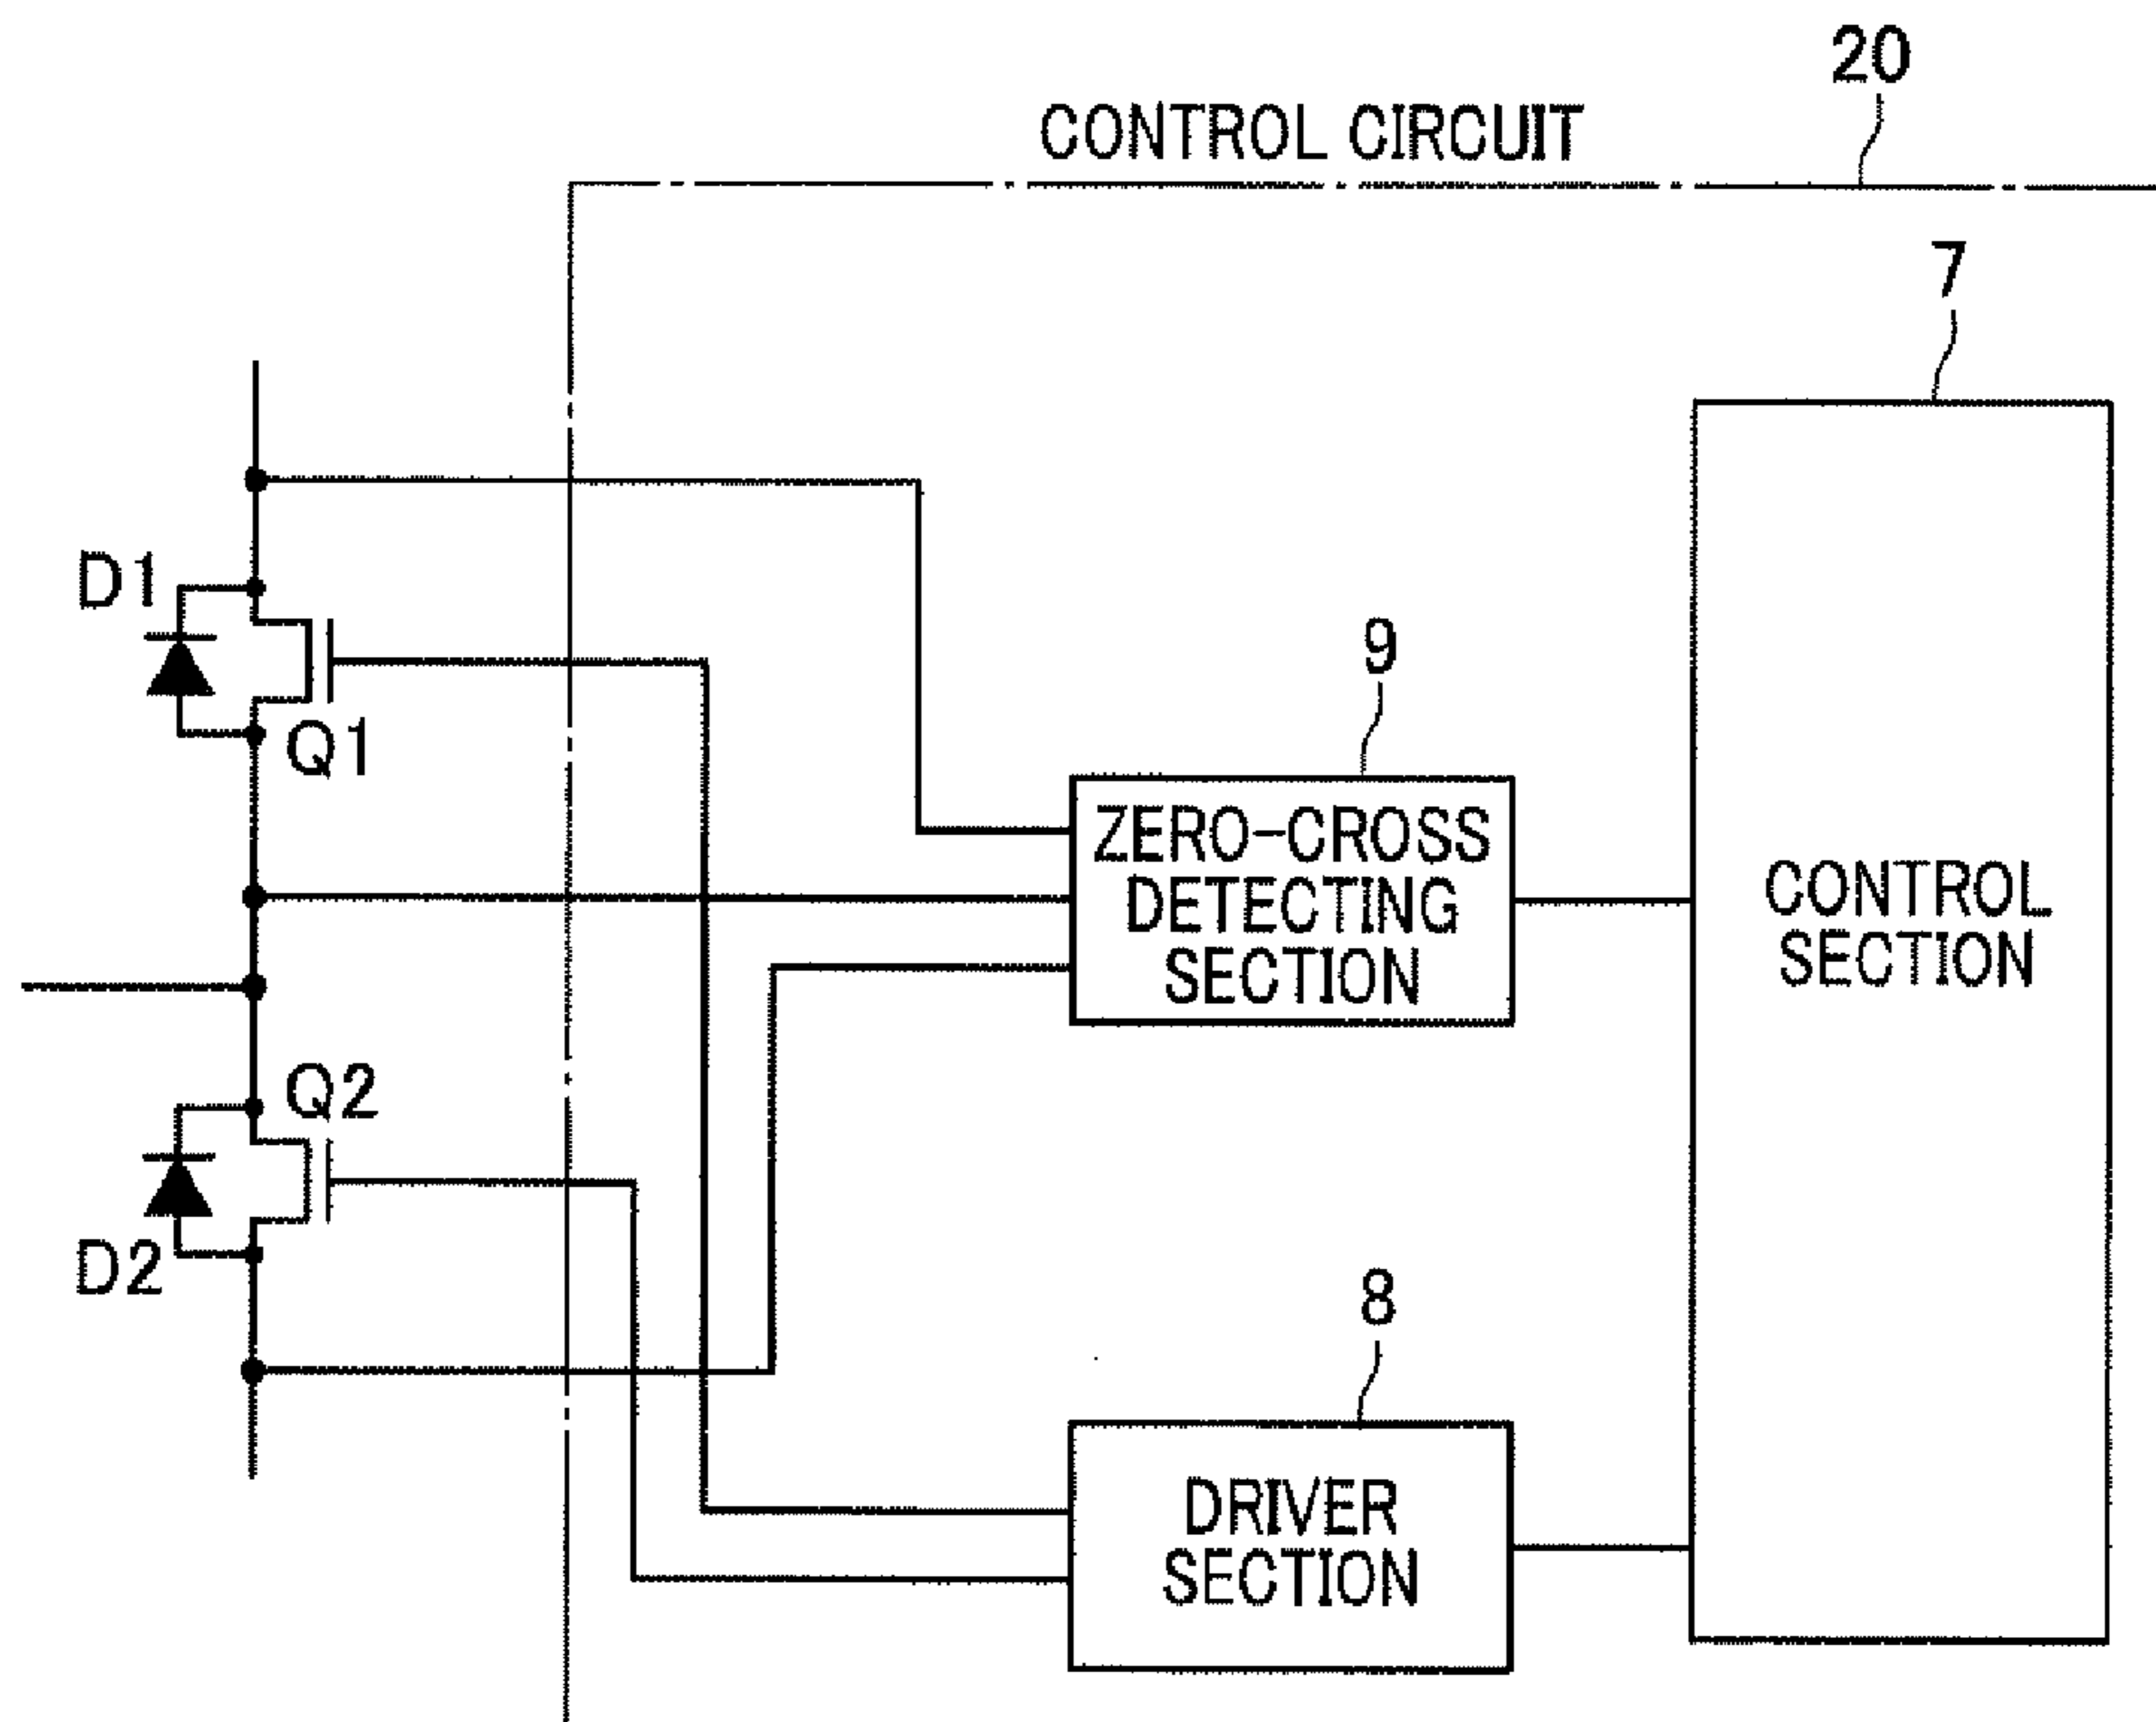 20
CONTROL CIRCUIT
7
D1
9
Q1
ZERO-CROSS
DETECTING
SECTION
CONTROL
SECTION
Q2
D2
8
DRIVER
SECTION